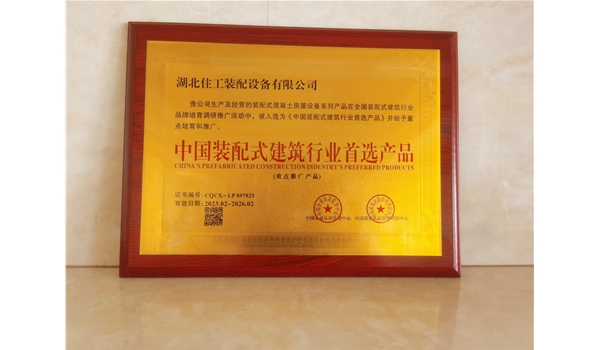 湖北佳工装配设备有限公司
我公司生产及经营的装配式混凝土房屋设备系列产品在全国装配式建筑行业
品牌培育调研推广活动中，被入选为《中国装配式建筑行业首选产品》并给予重
点培育和推广。
中国装配式建筑行业首选产品
CHINA'S PREFABRICATED CONSTRUCTION INDUSTRY'S PREFERRED PRODUCTS
(重点推广产品)
证书编号：CQCX-LP 097825
有效日期：2023.02-2026.02